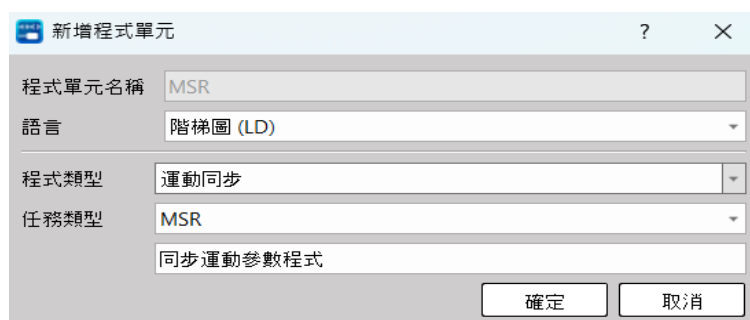 新增程式單元 ?
程式單元名稱 MSR
語言 階梯圖 (LD)
程式類型 運動同步
任務類型 MSR
同步運動參數程式
確定 取消